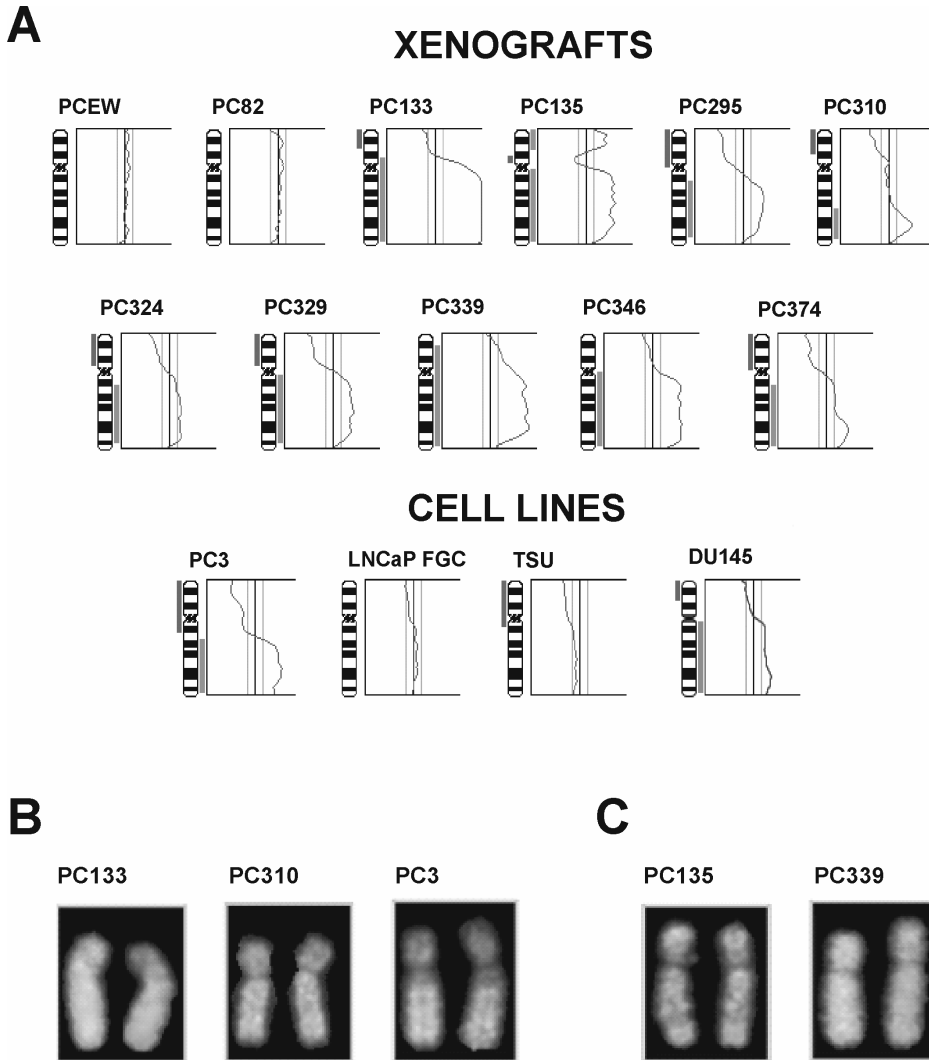 A
XENOGRAFTS
PCEW PC82 PC133 PC135 PC295 PC310
PC324 PC329 PC339 PC346 PC374
CELL LINES
PC3 LNCaP FGC TSU DU145
B C
PC133 PC310 PC3 PC135 PC339